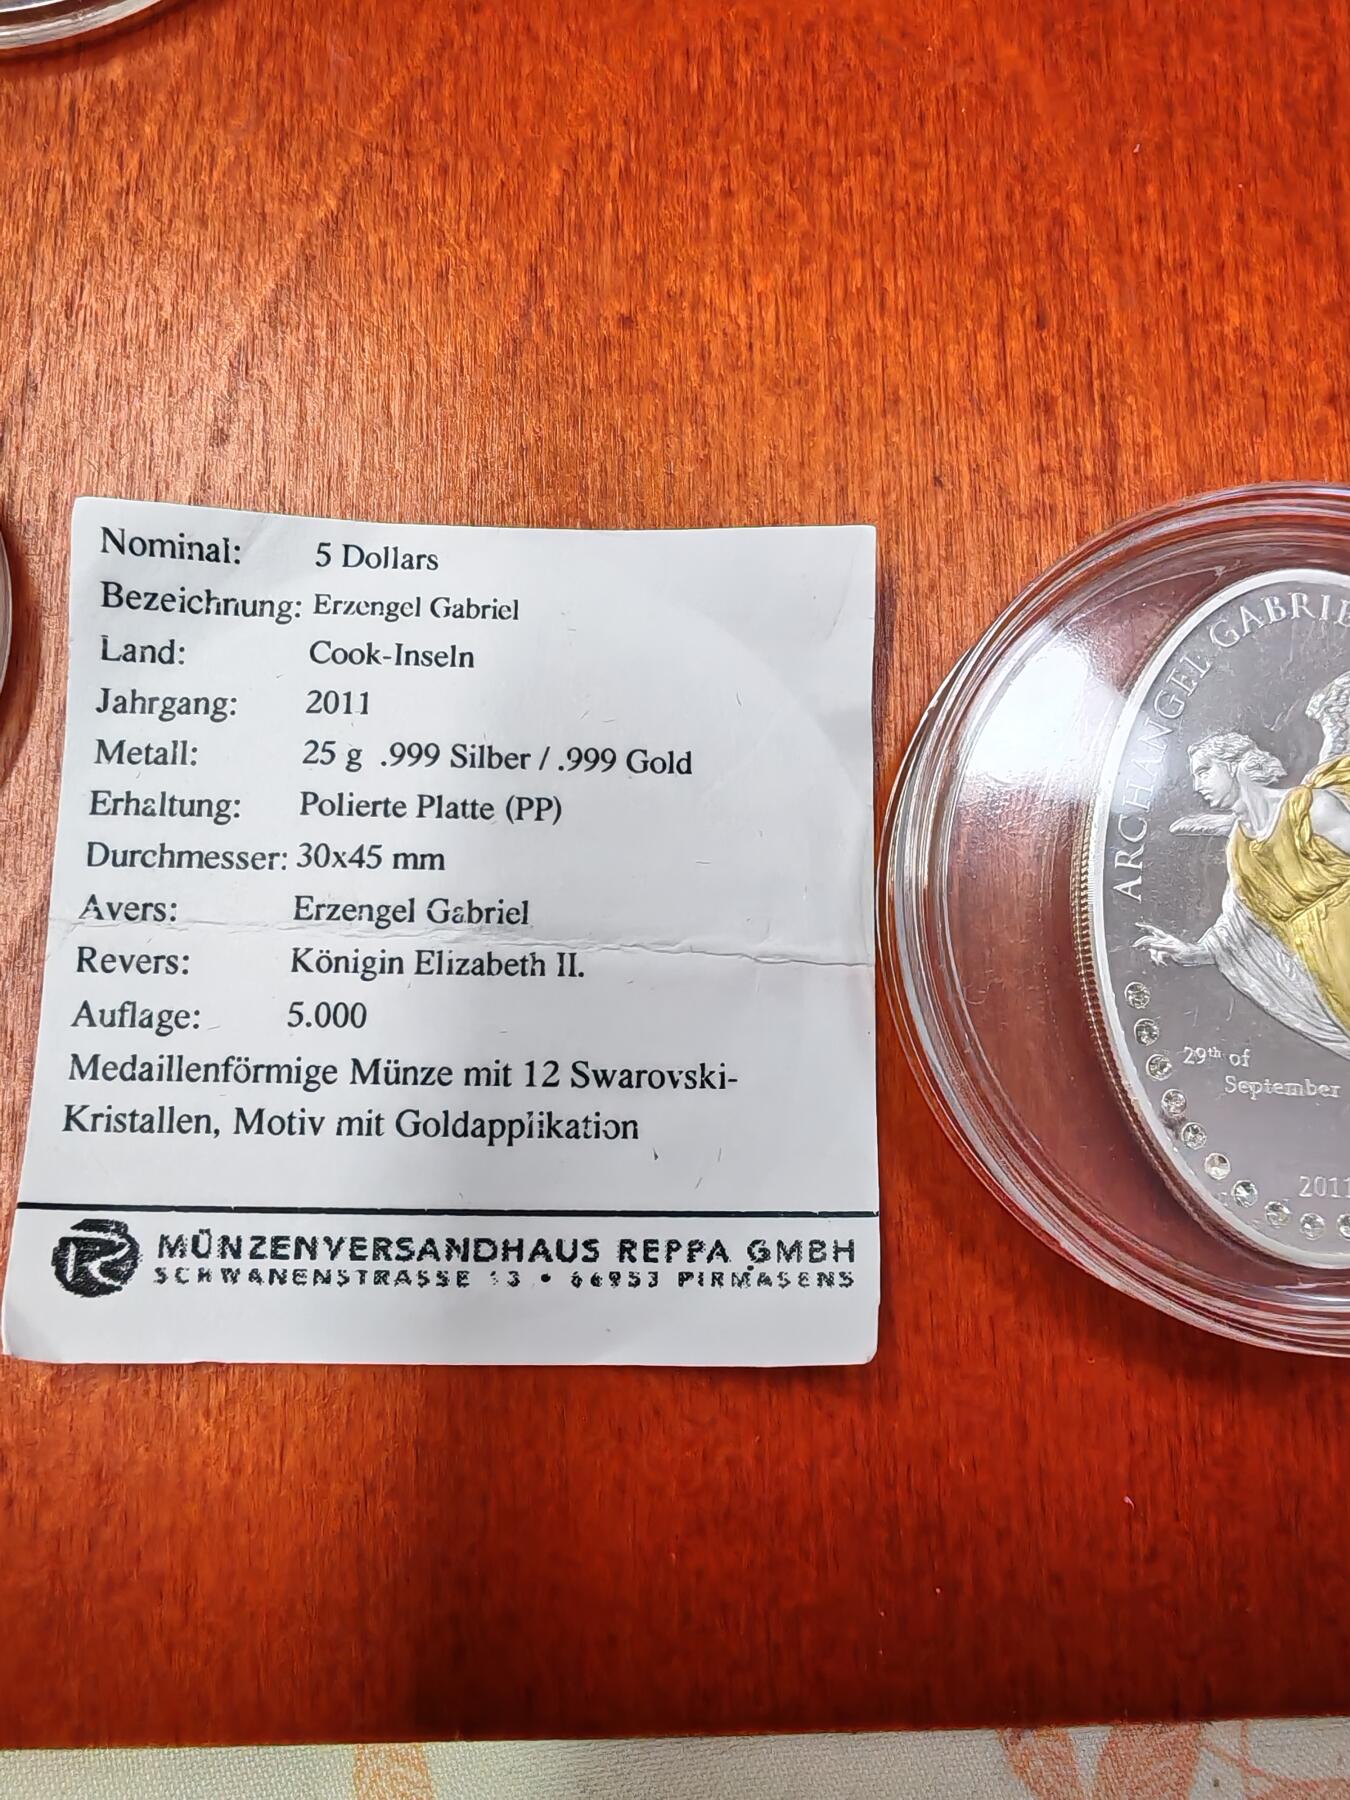 Nominal: 5 Dollars
Bezeichnung: Erzengel Gabriel
Land: Cook-Inseln
Jahrgang: 2011
Metall: 25 g .999 Silber / .999 Gold
Erhaltung: Polierte Platte (PP)
Durchmesser: 30x45 mm
Avers: Erzengel Gabriel
Revers: Königin Elizabeth II.
Auflage: 5.000
Medaillenförmige Münze mit 12 Swarovski-
Kristallen, Motiv mit Goldapplikation
MÜNZENVERSANDHAUS REPPA GMBH
SCHWANENSTRASSE 13 • 66953 PIRMASENS
ARCHANGEL GABRIE
29th of
September
2011